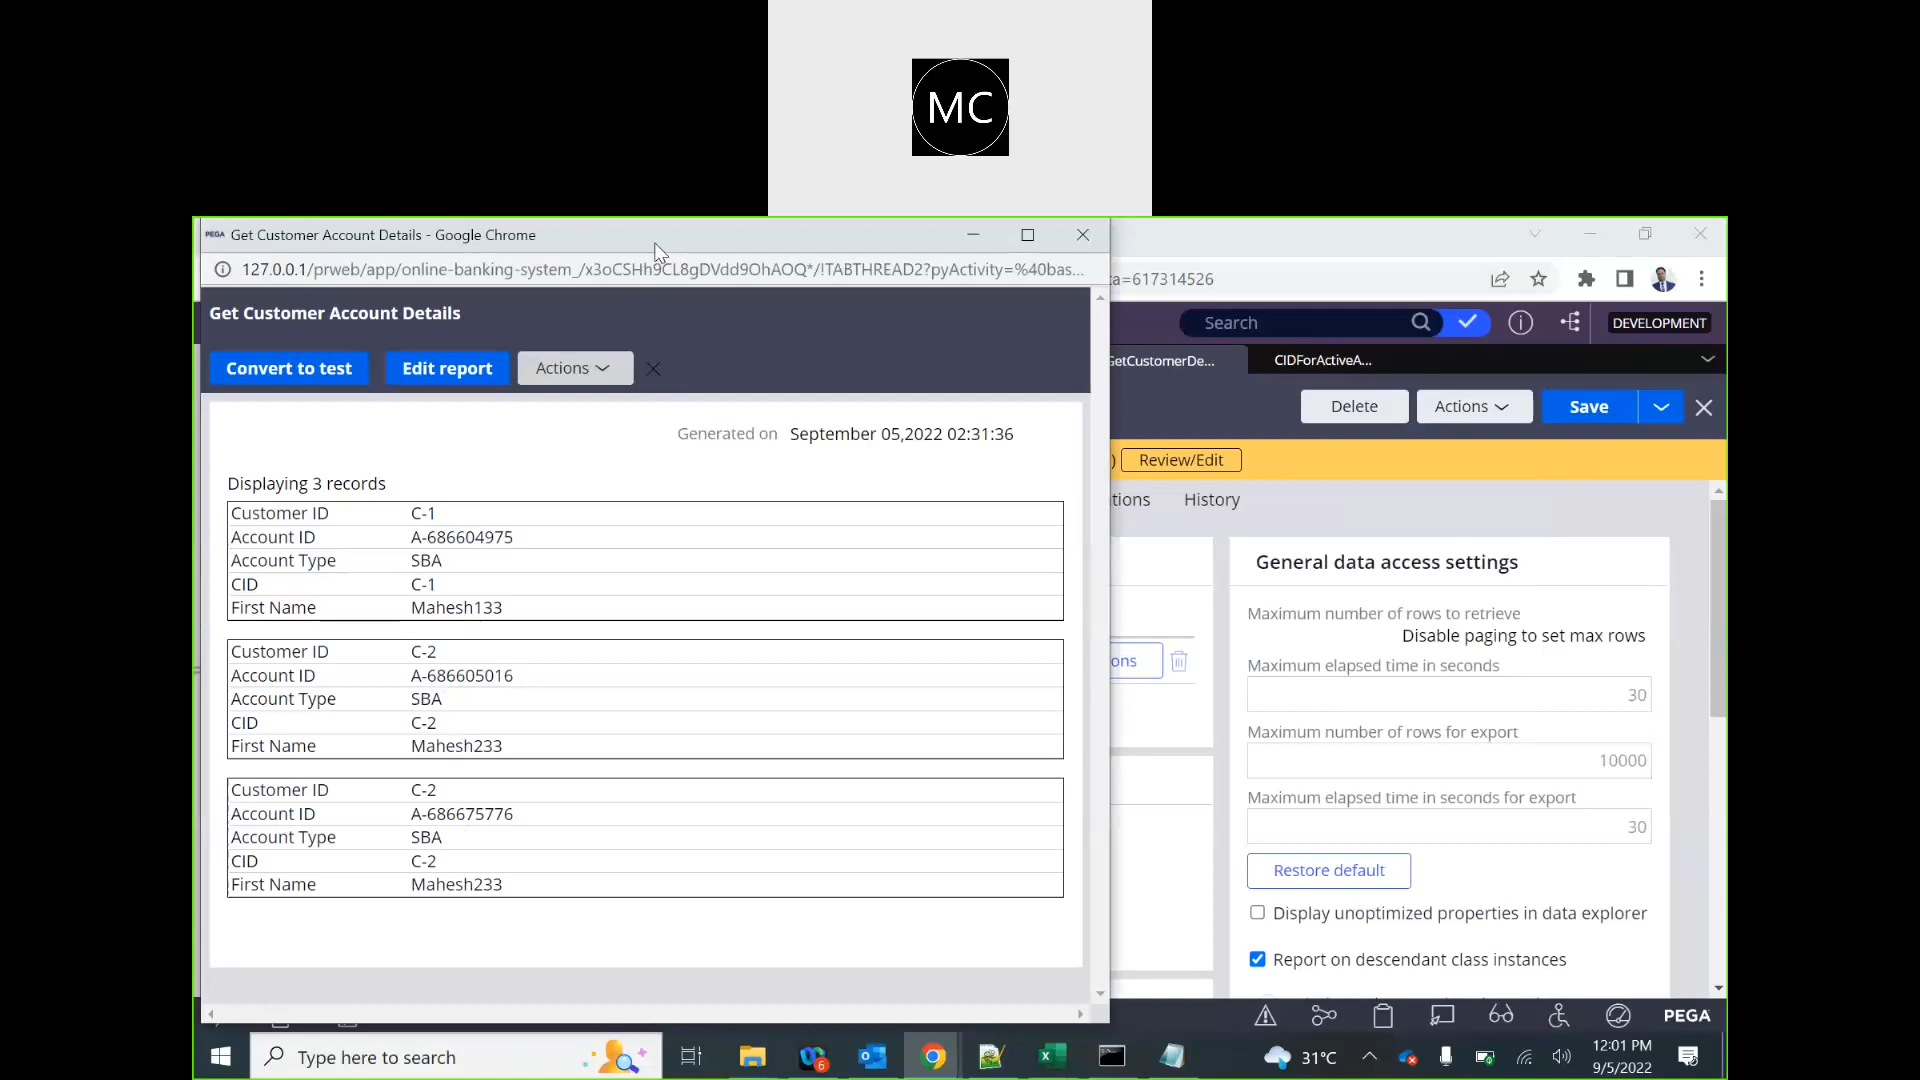 MC
PEGA Get Customer Account Details - Google Chrome
127.0.0.1/prweb/app/online-banking-system_/x3oCSHh9CL8gDVdd9OhAOQ*/!TABTHREAD2?pyActivity=%40bas...
Get Customer Account Details
Convert to test Edit report Actions
Generated on September 05,2022 02:31:36
Displaying 3 records
Customer ID C-1
Account ID A-686604975
Account Type SBA
CID C-1
First Name Mahesh133
Customer ID C-2
Account ID A-686605016
Account Type SBA
CID C-2
First Name Mahesh233
Customer ID C-2
Account ID A-686675776
Account Type SBA
CID C-2
First Name Mahesh233
ta=617314526
Search DEVELOPMENT
GetCustomerDe... CIDForActiveA...
Delete Actions Save
) Review/Edit
tions History
ons
General data access settings
Maximum number of rows to retrieve
Disable paging to set max rows
Maximum elapsed time in seconds
30
Maximum number of rows for export
10000
Maximum elapsed time in seconds for export
30
Restore default
Display unoptimized properties in data explorer
Report on descendant class instances
PEGA
Type here to search
6
31°C
12:01 PM
9/5/2022